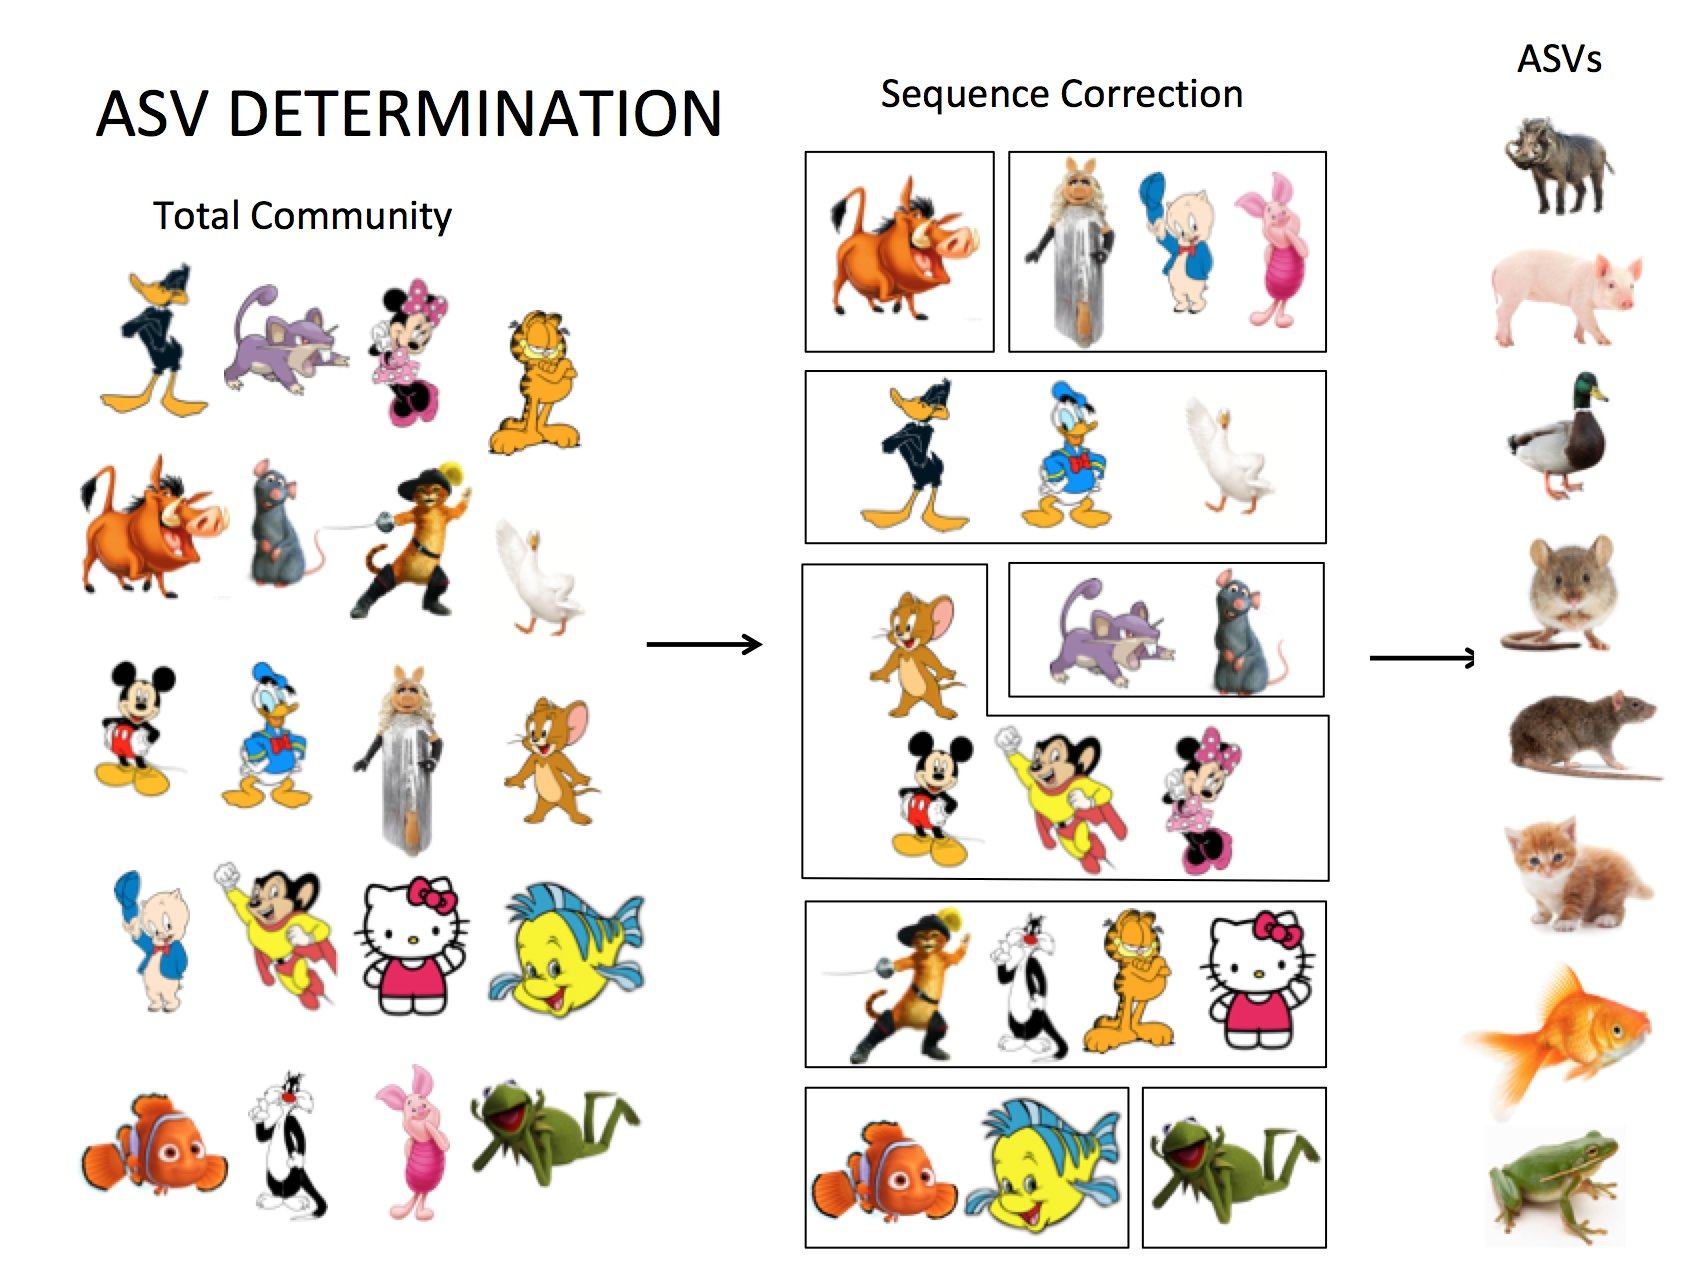 ASV DETERMINATION
Total Community
Sequence Correction
ASVs